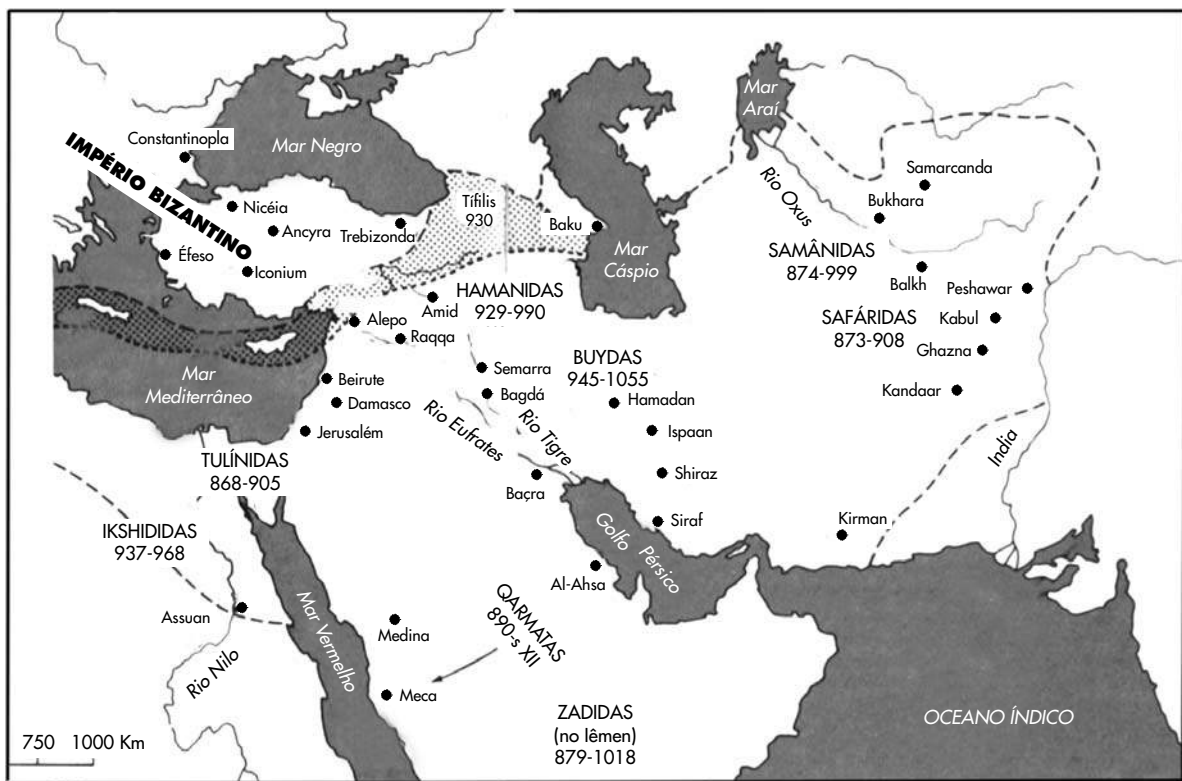 Mar
Araí
Constantinopla
Mar Negro
IMPÉRIO BIZANTINO
Samarcanda
Rio Oxus
Bukhara
Nicéia
Tífilis
930
Ancyra
Trebizonda
Baku
Mar
Cáspio
Éfeso
Iconium
SAMÂNIDAS
874-999
Balkh
Peshawar
HAMANIDAS
929-990
Amid
Alepo
Raqqa
SAFÁRIDAS
873-908
Kabul
Ghazna
Kandaar
BUYDAS
945-1055
Semarra
Bagdá
Hamadan
Mar
Mediterrâneo
Beirute
Damasco
Jerusalém
Rio Eufrates
Rio Tigre
Ispaan
India
TULÍNIDAS
868-905
Baçra
Shiraz
Siraf
Kirman
Golfo Pérsico
IKSHIDIDAS
937-968
Al-Ahsa
Assuan
Mar Vermelho
Medina
QARMATAS
890-s XII
Rio Nilo
Meca
ZADIDAS
(no lêmen)
879-1018
OCEANO ÍNDICO
750 1000 Km